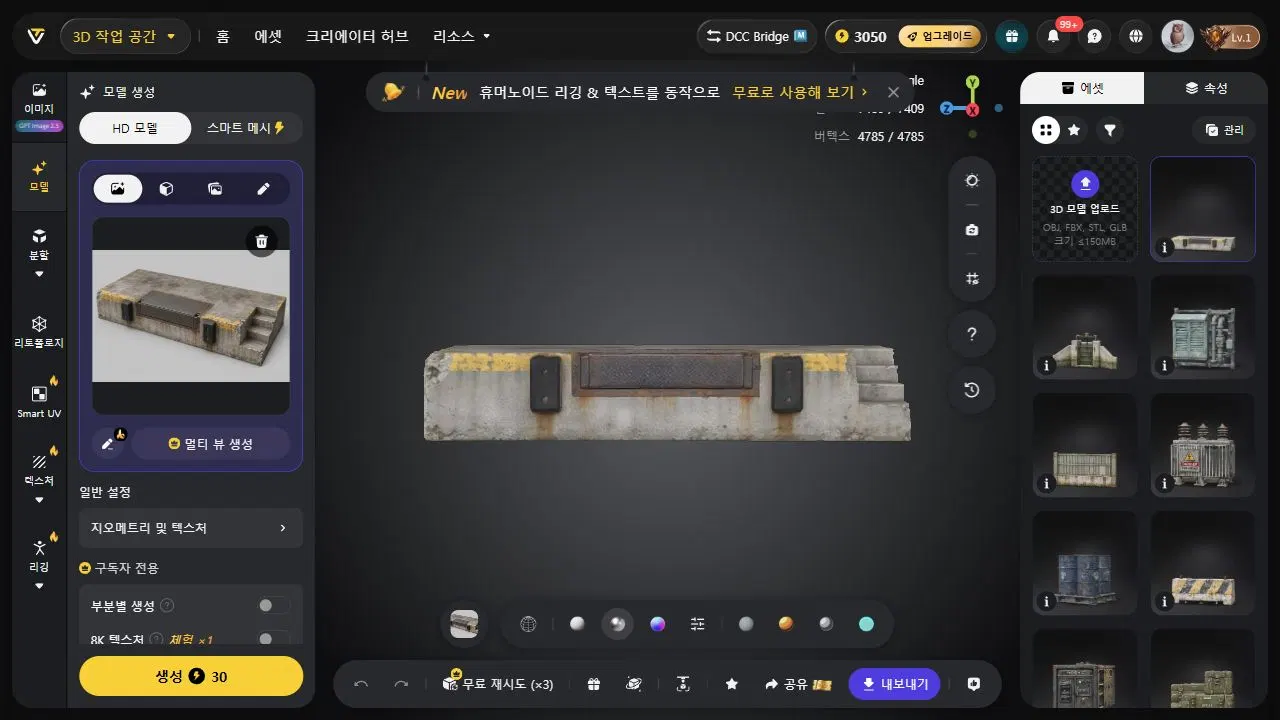 3D 작업 공간
홈
에셋
크리에이터 허브
리소스
DCC Bridge
3050
업그레이드
99+
Lv.1
이미지
GPT Image 2.5
모델
분할
리토폴로지
Smart UV
텍스처
리깅
모델 생성
HD 모델
스마트 메시
멀티 뷰 생성
일반 설정
지오메트리 및 텍스처
구독자 전용
부분별 생성
8K 텍스처 체험 ×1
생성 30
New 휴머노이드 리깅 & 텍스트를 동작으로 무료로 사용해 보기
버텍스 4785 / 4785
Y
Z
X
무료 재시도 (×3)
공유
내보내기
에셋
속성
관리
3D 모델 업로드
OBJ, FBX, STL, GLB
크기 ≤150MB